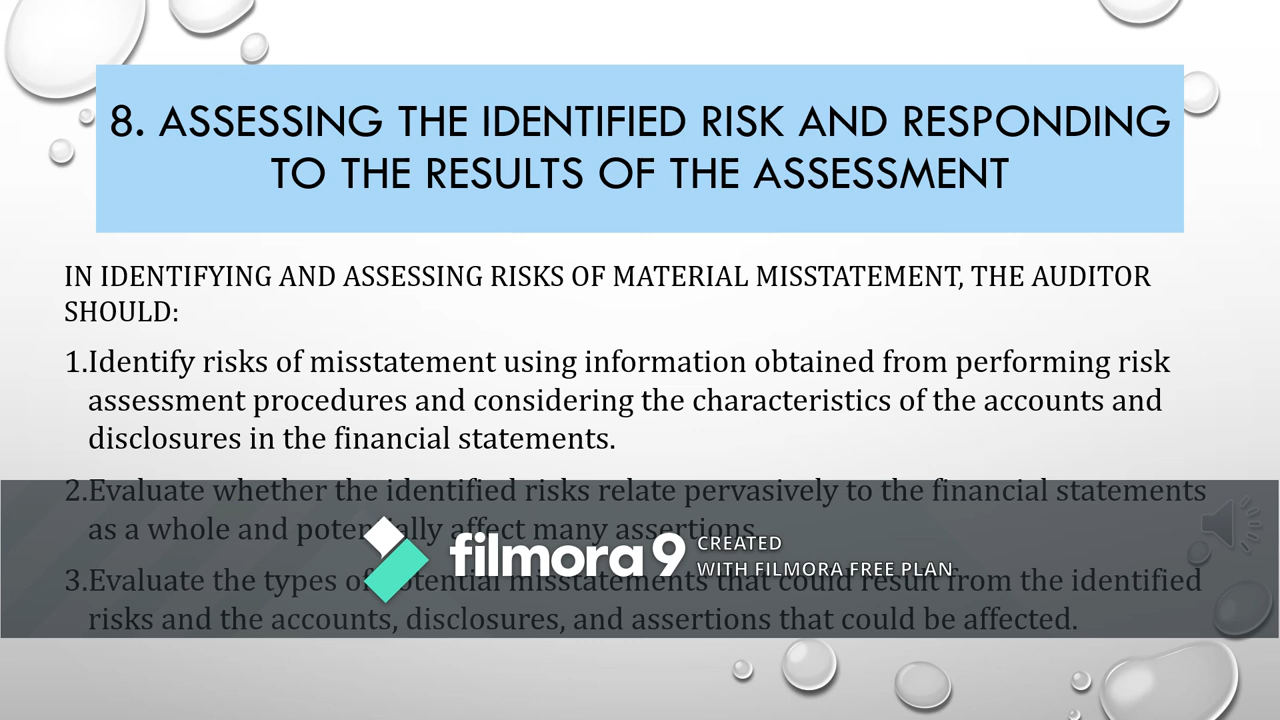 8. ASSESSING THE IDENTIFIED RISK AND RESPONDING
TO THE RESULTS OF THE ASSESSMENT
IN IDENTIFYING AND ASSESSING RISKS OF MATERIAL MISSTATEMENT, THE AUDITOR
SHOULD:
1.Identify risks of misstatement using information obtained from performing risk
assessment procedures and considering the characteristics of the accounts and
disclosures in the financial statements.
2.Evaluate whether the identified risks relate pervasively to the financial statements
as a whole and potentially affect many assertions.
3.Evaluate the types of potential misstatements that could result from the identified
risks and the accounts, disclosures, and assertions that could be affected.
filmora9
CREATED
WITH FILMORA FREE PLAN